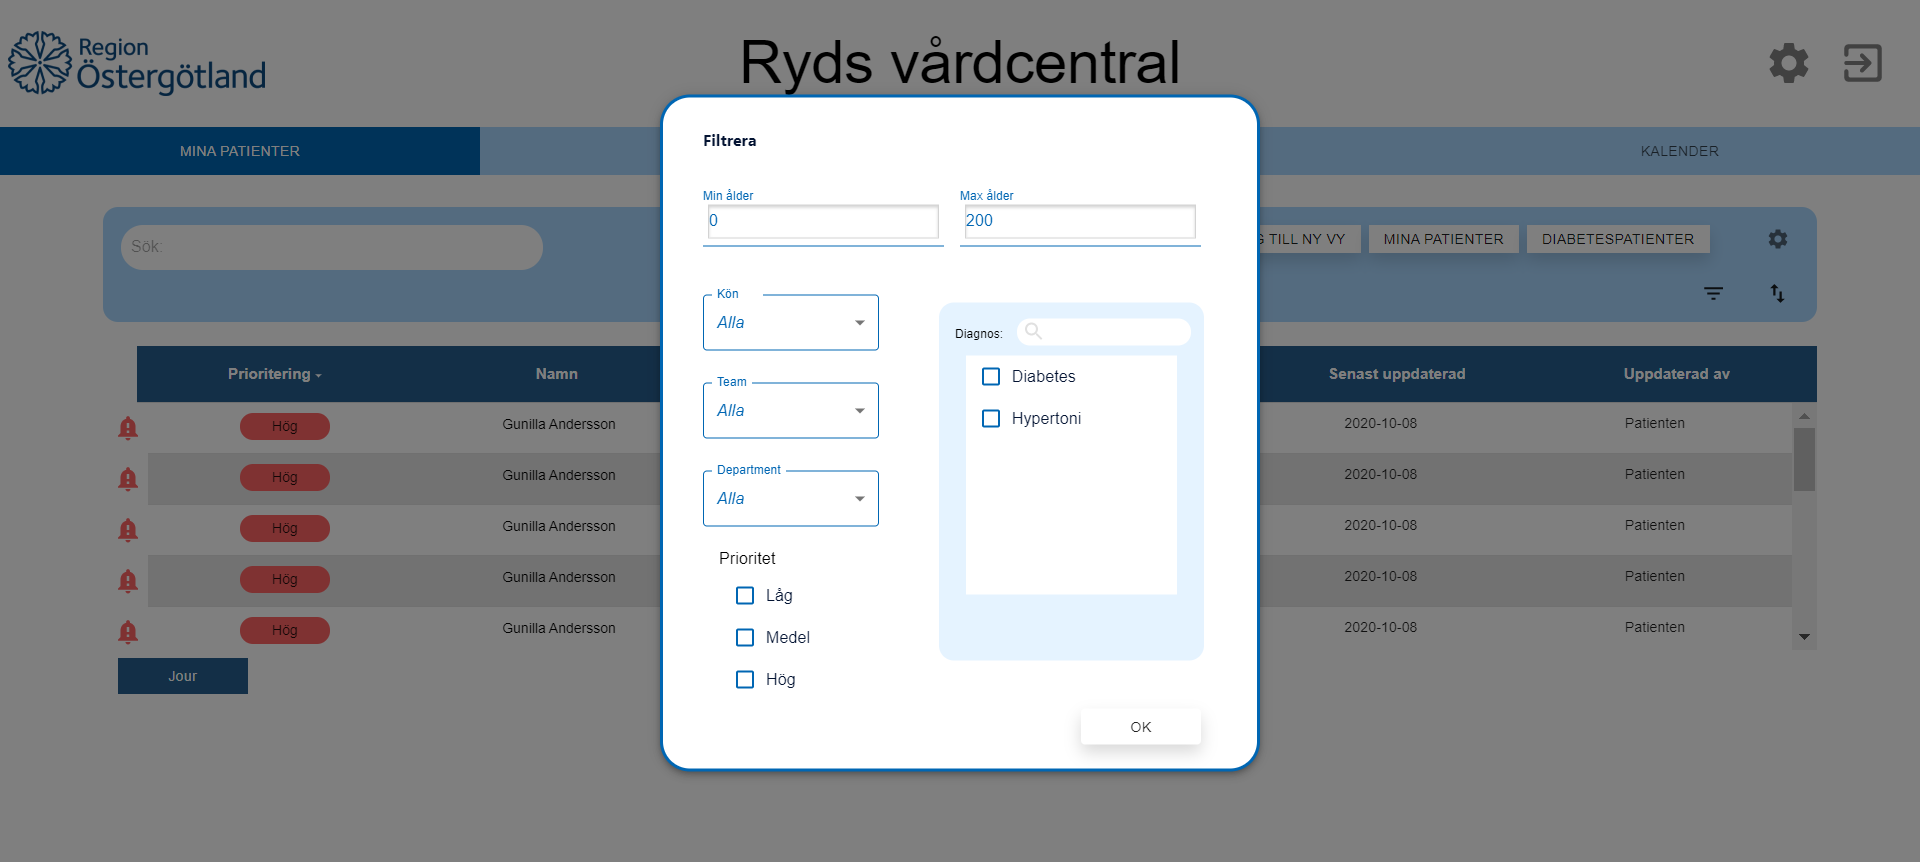 Region
Östergötland
Ryds vårdcentral
MINA PATIENTER
KALENDER
Filtrera
Min ålder
Max ålder
0
200
Sök:
TILL NY VY
MINA PATIENTER
DIABETESPATIENTER
Kön
Alla
Team
Alla
Department
Alla
Prioritet
Låg
Medel
Hög
Diagnos:
Diabetes
Hypertoni
OK
Prioritering
Namn
Senast uppdaterad
Uppdaterad av
Hög
Gunilla Andersson
2020-10-08
Patienten
Hög
Gunilla Andersson
2020-10-08
Patienten
Hög
Gunilla Andersson
2020-10-08
Patienten
Hög
Gunilla Andersson
2020-10-08
Patienten
Hög
Gunilla Andersson
2020-10-08
Patienten
Jour